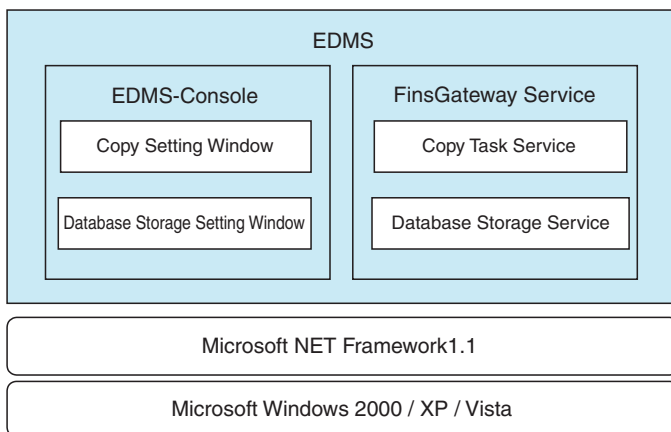 EDMS
EDMS-Console
Copy Setting Window
Database Storage Setting Window
FinsGateway Service
Copy Task Service
Database Storage Service
Microsoft NET Framework1.1
Microsoft Windows 2000 / XP / Vista